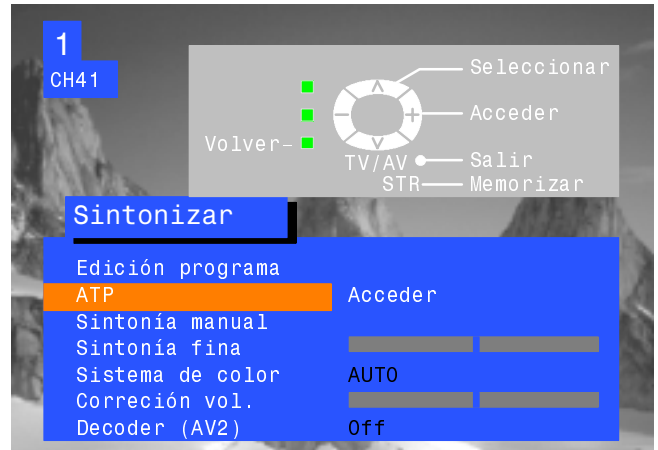 1
CH41
Seleccionar
Acceder
Volver
TV/AV Salir
STR Memorizar
Sintonizar
Edición programa
ATP Acceder
Sintonía manual
Sintonía fina
Sistema de color AUTO
Correción vol.
Decoder (AV2) Off